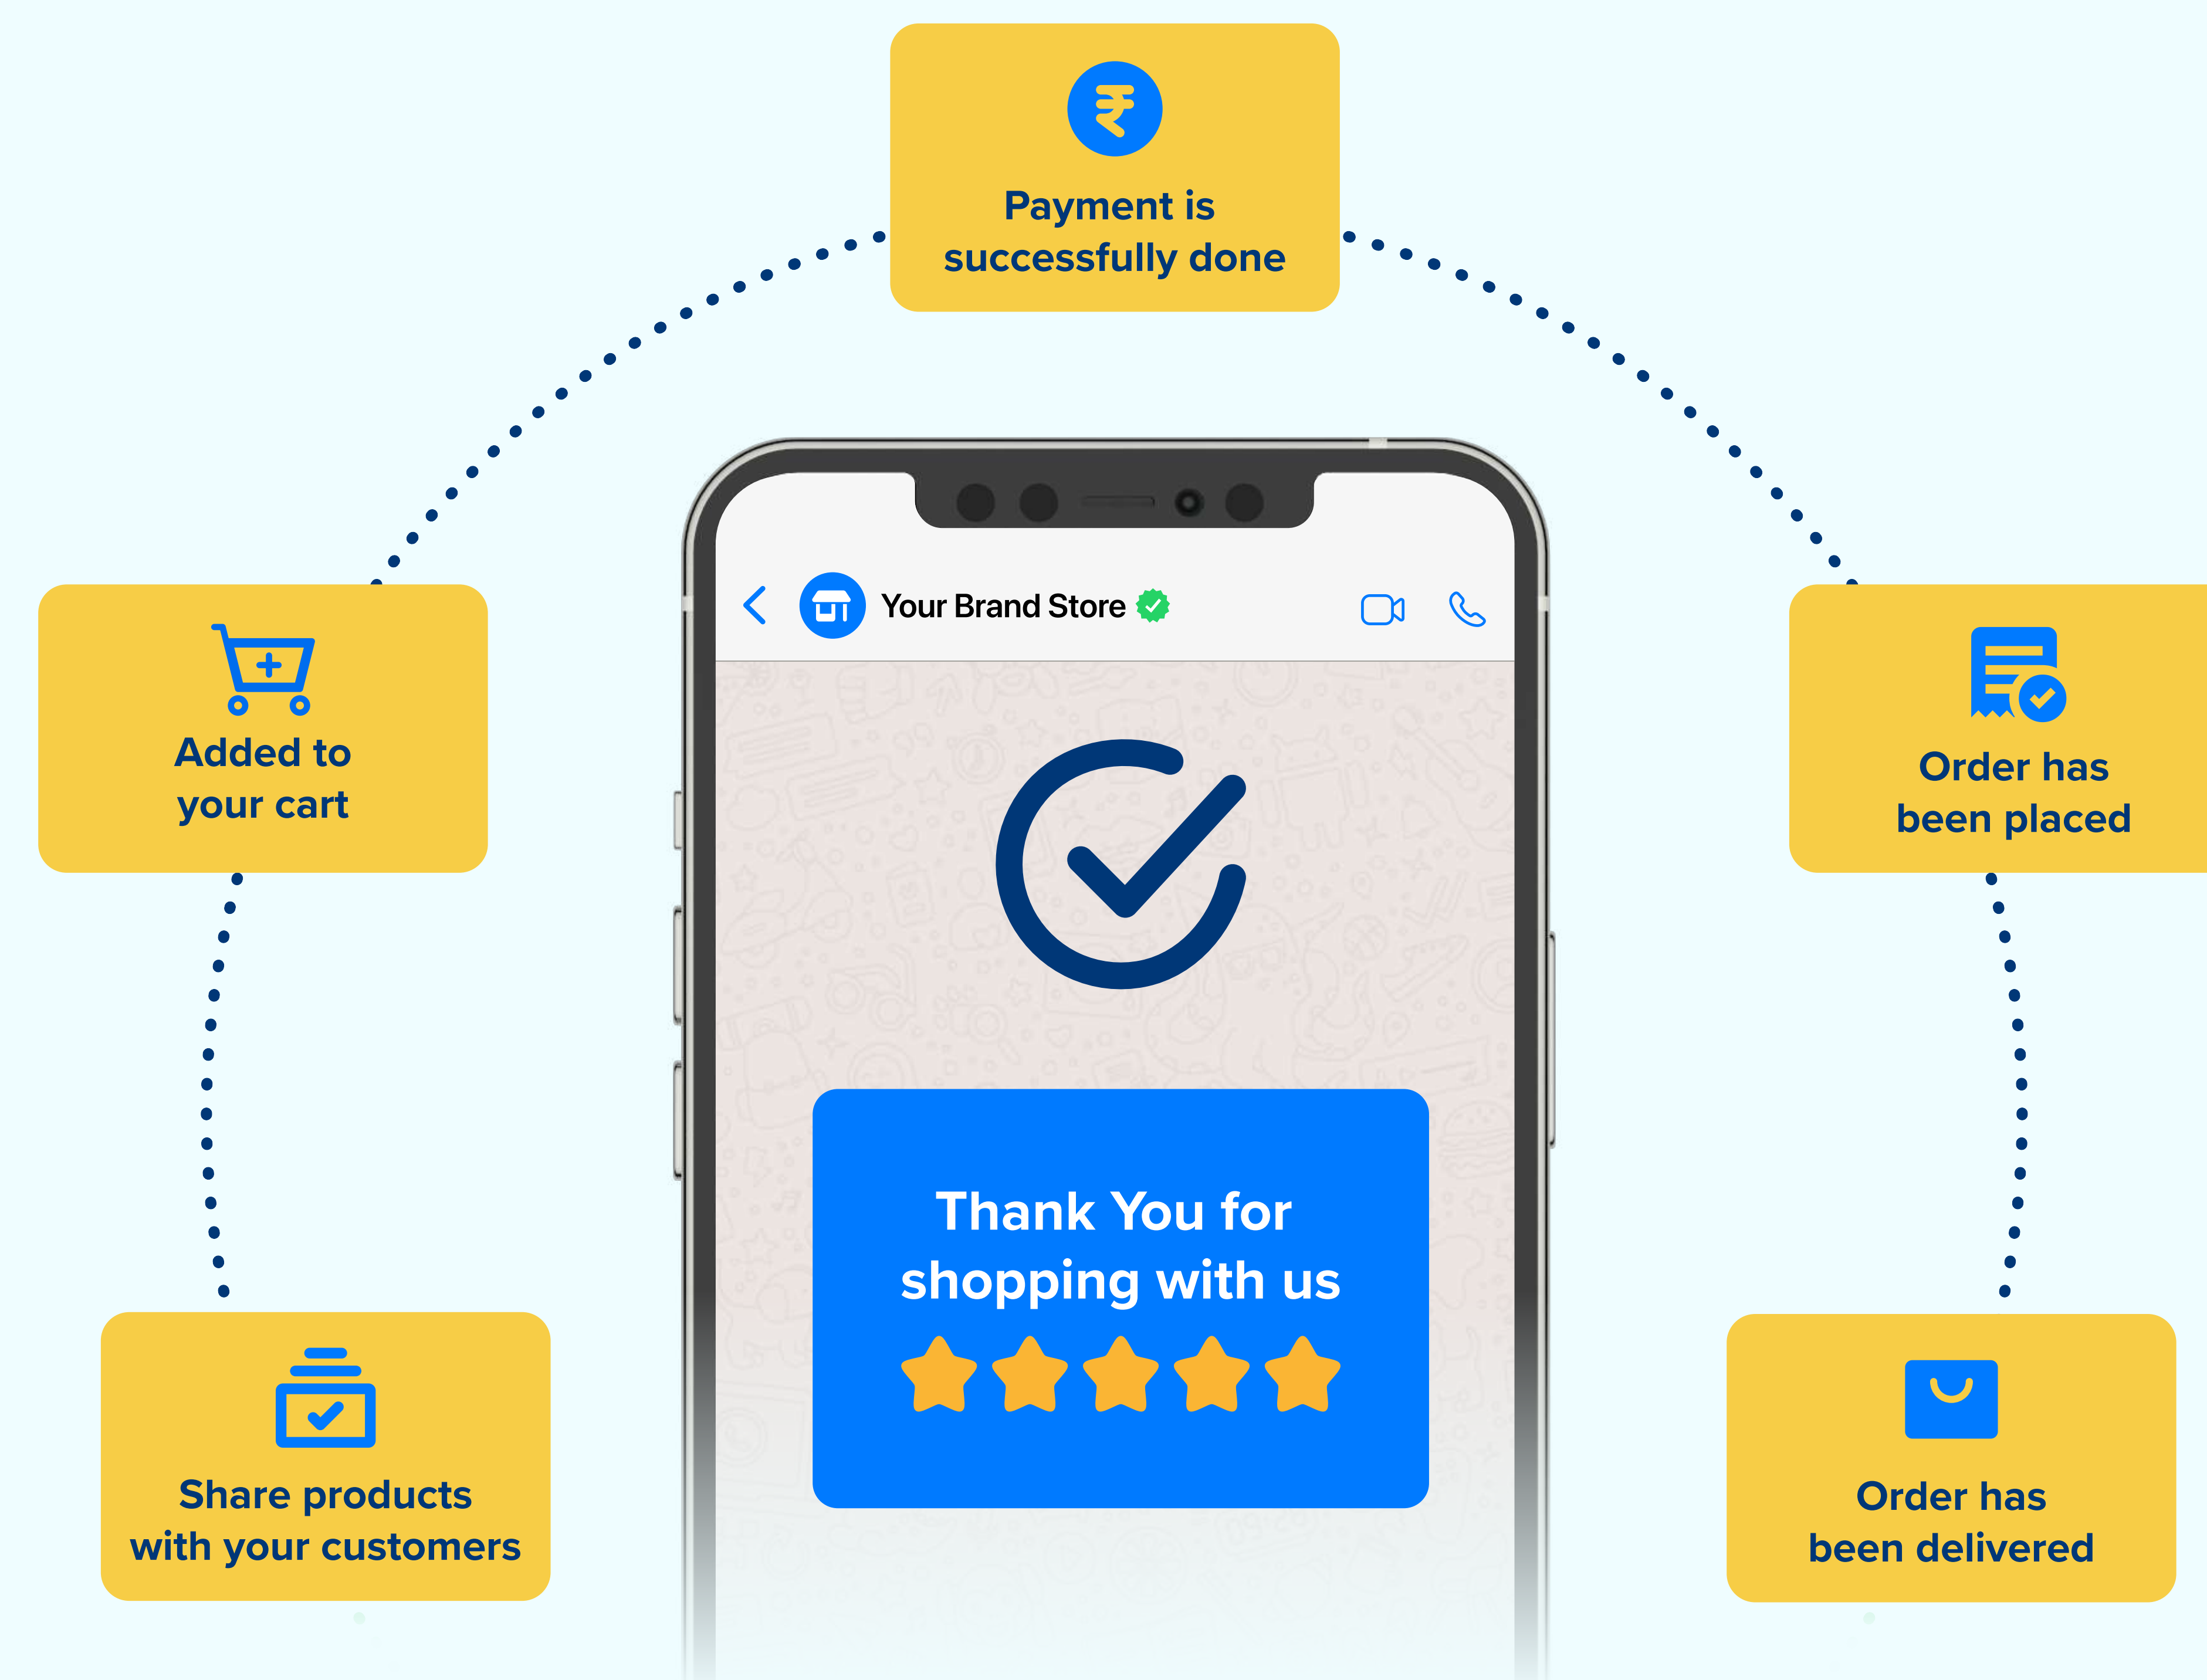 ₹
Payment is
successfully done
Your Brand Store
Added to
your cart
Order has
been placed
Thank You for
shopping with us
Share products
with your customers
Order has
been delivered